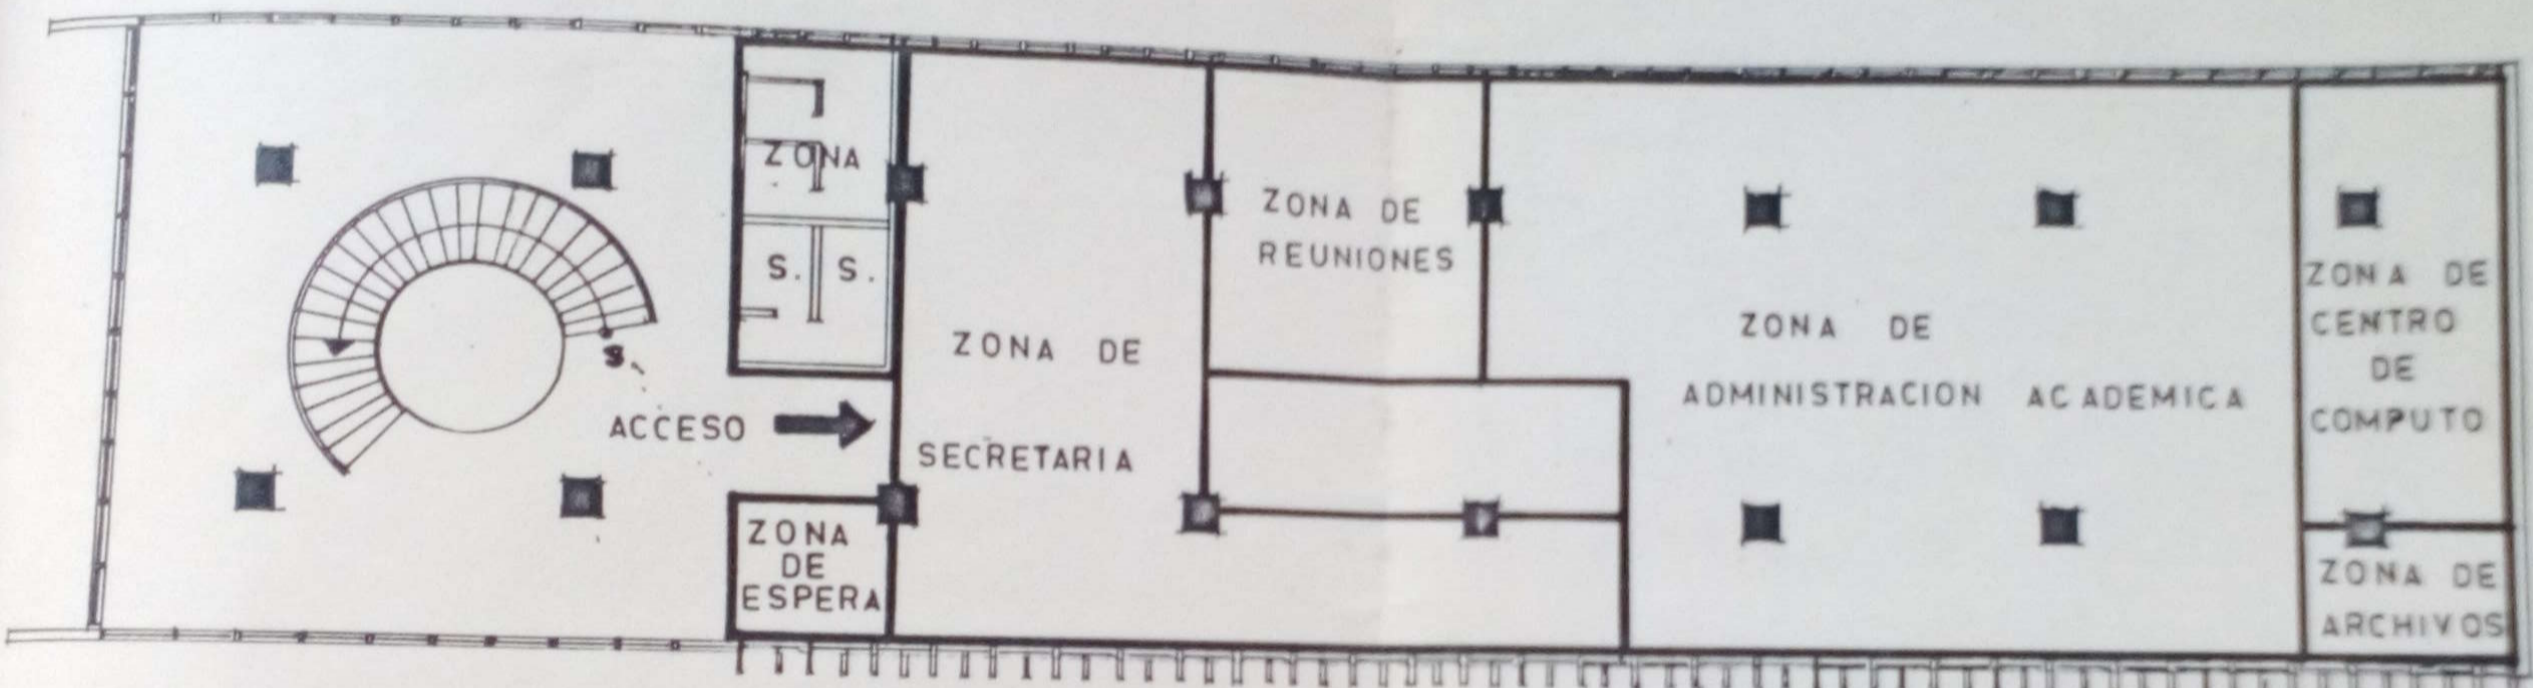 ZONA
S. S.
S.
ACCESO
ZONA
DE
ESPERA
ZONA DE
SECRETARIA
ZONA DE
REUNIONES
ZONA DE
ADMINISTRACION ACADEMICA
ZONA DE
CENTRO
DE
COMPUTO
ZONA DE
ARCHIVOS